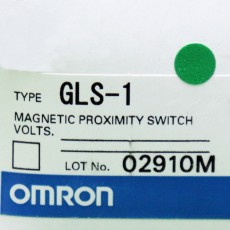 TYPE GLS-1
MAGNETIC PROXIMITY SWITCH
VOLTS.
LOT No. 02910M
OMRON